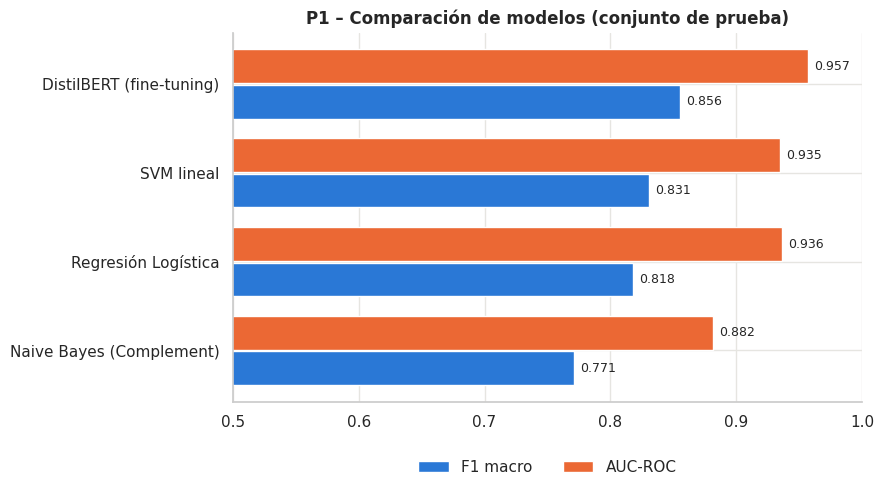 P1 – Comparación de modelos (conjunto de prueba)
DistilBERT (fine-tuning)
0.957
0.856
SVM lineal
0.935
0.831
Regresión Logística
0.936
0.818
Naive Bayes (Complement)
0.882
0.771
0.5 0.6 0.7 0.8 0.9 1.0
F1 macro AUC-ROC